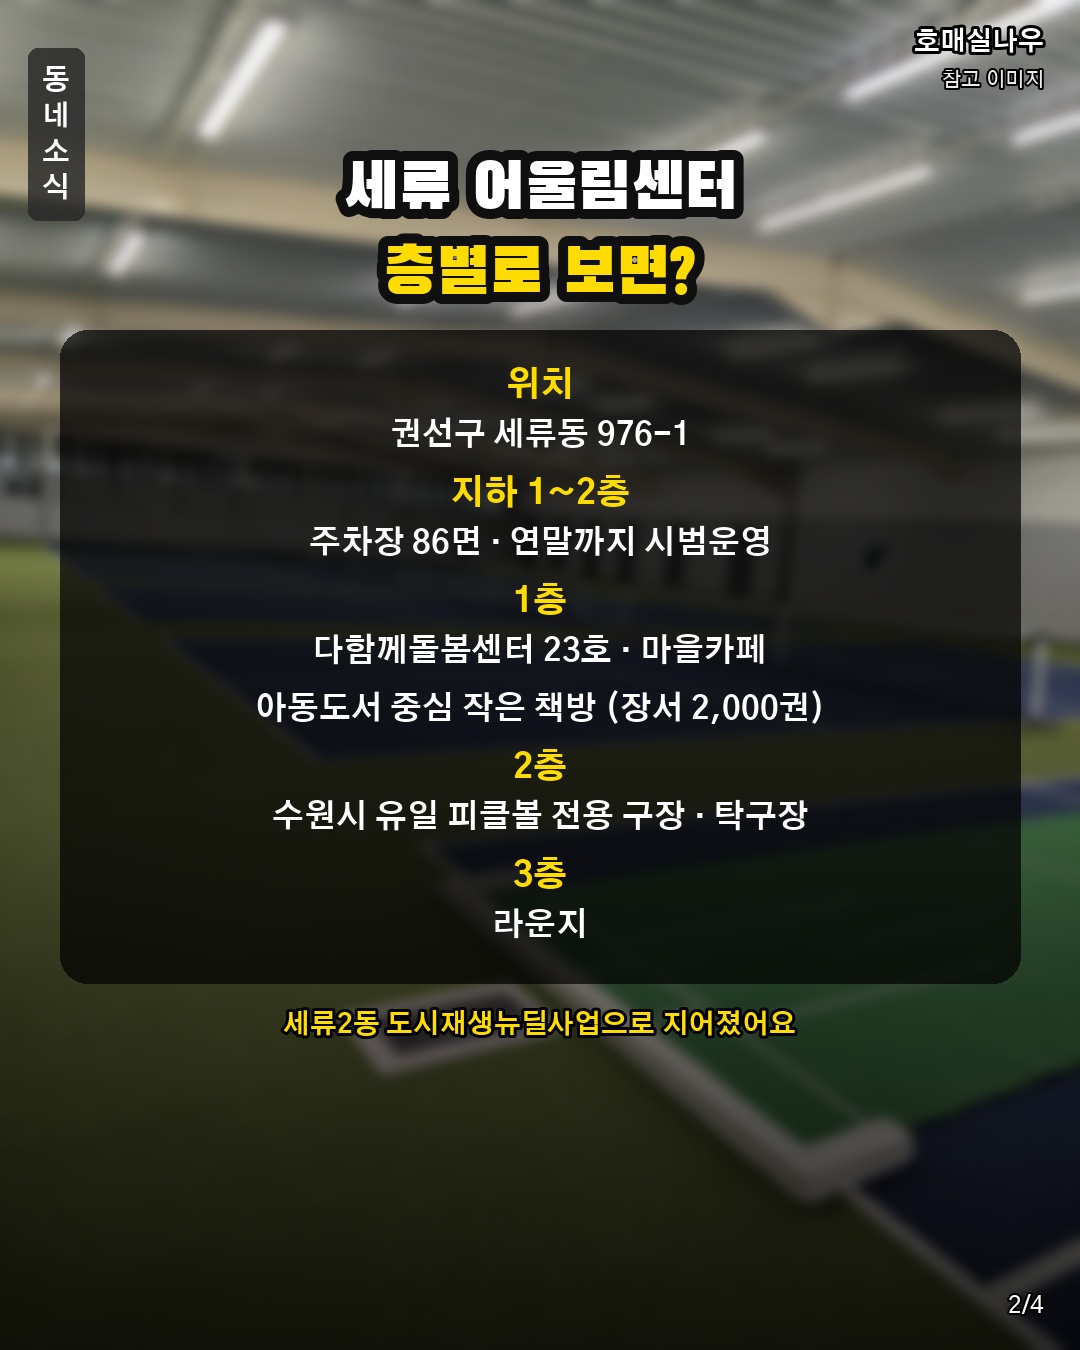 동네소식
호매실나우
참고 이미지
세류 어울림센터
층별로 보면?
위치
권선구 세류동 976-1
지하 1~2층
주차장 86면 · 연말까지 시범운영
1층
다함께돌봄센터 23호 · 마을카페
아동도서 중심 작은 책방 (장서 2,000권)
2층
수원시 유일 피클볼 전용 구장 · 탁구장
3층
라운지
세류2동 도시재생뉴딜사업으로 지어졌어요
2/4